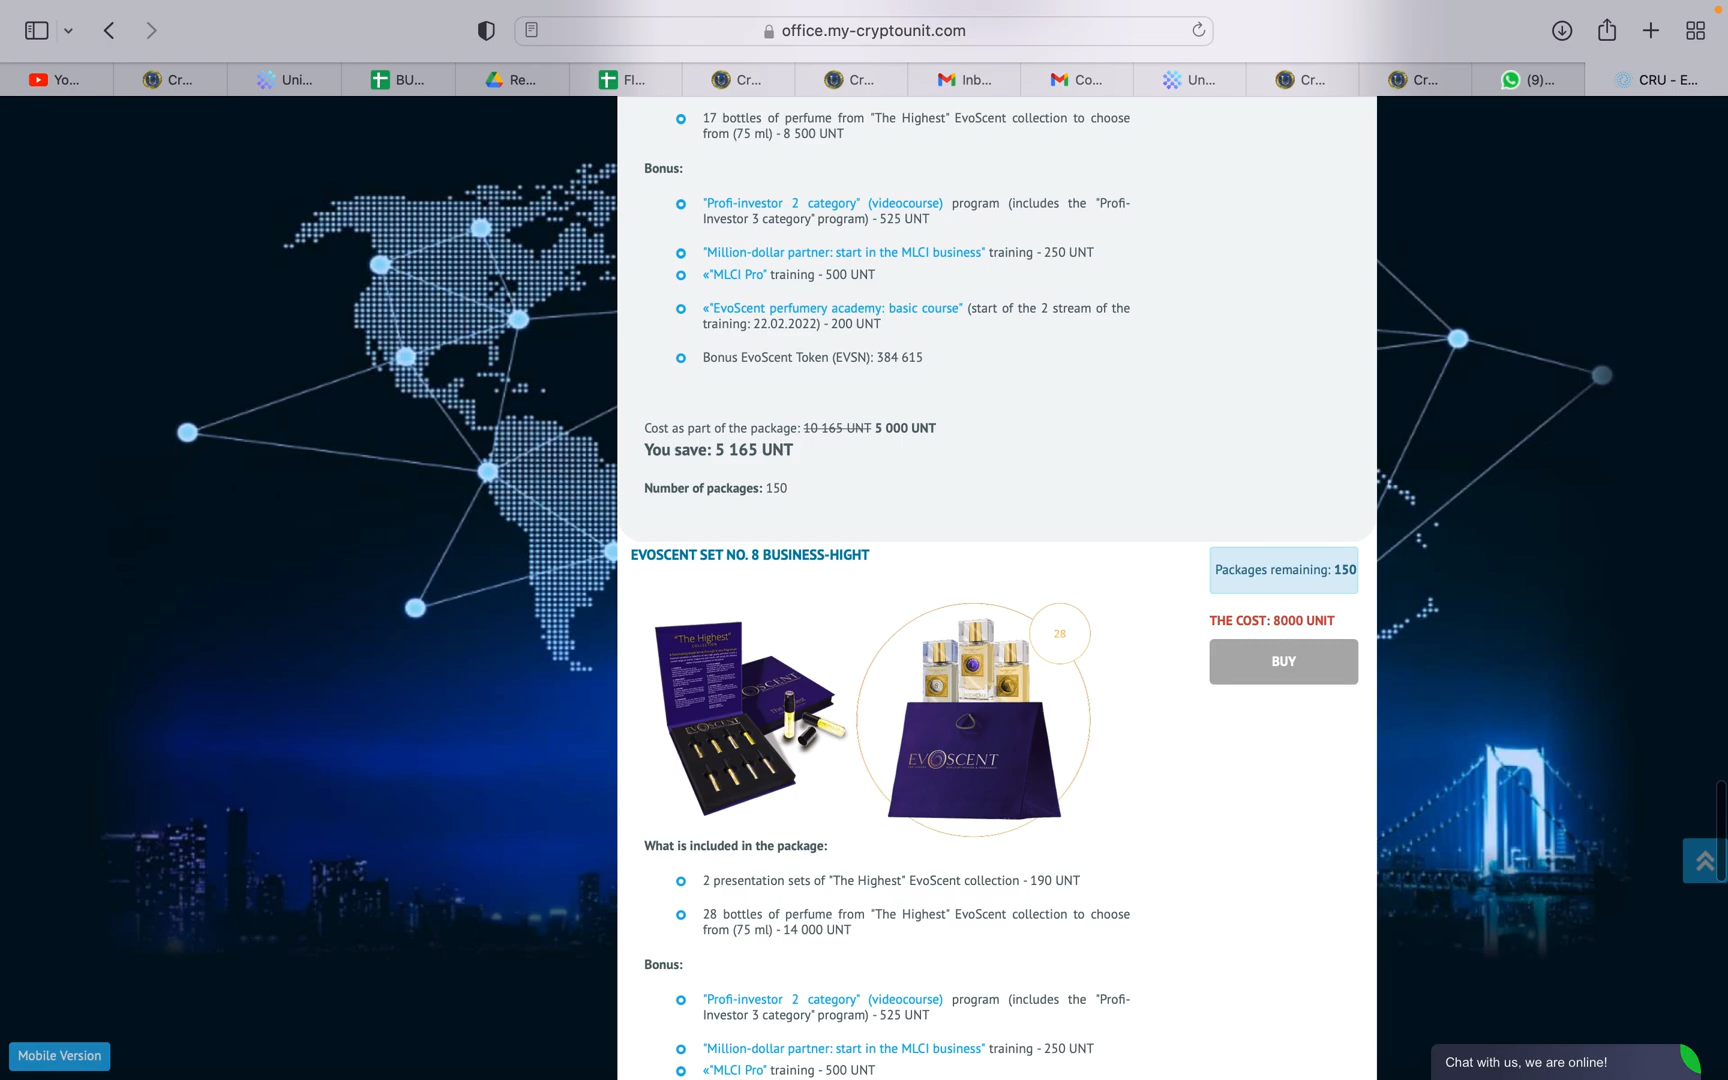 office.my-cryptounit.com
Yo...
Cr...
Uni...
BU...
Re...
Fl...
Cr...
Cr...
Inb...
Co...
Un...
Cr...
Cr...
(9)...
CRU - E...
17 bottles of perfume from "The Highest" EvoScent collection to choose
from (75 ml) - 8 500 UNT
Bonus:
"Profi-investor 2 category" (videocourse) program (includes the "Profi-
Investor 3 category" program) - 525 UNT
"Million-dollar partner: start in the MLCI business" training - 250 UNT
«"MLCI Pro" training - 500 UNT
«"EvoScent perfumery academy: basic course" (start of the 2 stream of the
training: 22.02.2022) - 200 UNT
Bonus EvoScent Token (EVSN): 384 615
Cost as part of the package: 10 165 UNT 5 000 UNT
You save: 5 165 UNT
Number of packages: 150
EVOSCENT SET NO. 8 BUSINESS-HIGHT
Packages remaining: 150
THE COST: 8000 UNIT
BUY
"The Highest"
COLLECTION
EVOSCENT
28
EVOSCENT
What is included in the package:
2 presentation sets of "The Highest" EvoScent collection - 190 UNT
28 bottles of perfume from "The Highest" EvoScent collection to choose
from (75 ml) - 14 000 UNT
Bonus:
"Profi-investor 2 category" (videocourse) program (includes the "Profi-
Investor 3 category" program) - 525 UNT
"Million-dollar partner: start in the MLCI business" training - 250 UNT
«"MLCI Pro" training - 500 UNT
Mobile Version
Chat with us, we are online!